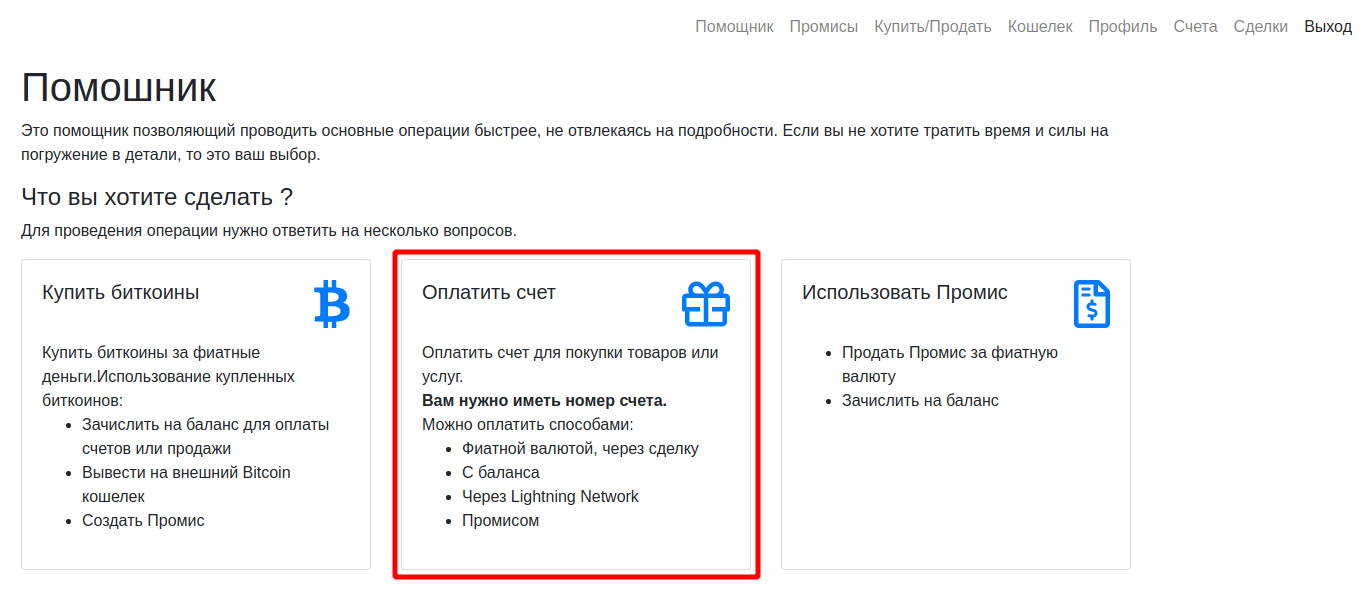 Помощник Промисы Купить/Продать Кошелек Профиль Счета Сделки Выход
Помошник
Это помощник позволяющий проводить основные операции быстрее, не отвлекаясь на подробности. Если вы не хотите тратить время и силы на
погружение в детали, то это ваш выбор.
Что вы хотите сделать ?
Для проведения операции нужно ответить на несколько вопросов.
Купить биткоины
Купить биткоины за фиатные
деньги.Использование купленных
биткоинов:
Зачислить на баланс для оплаты
счетов или продажи
Вывести на внешний Bitcoin
кошелек
Создать Промис
Оплатить счет
Оплатить счет для покупки товаров или
услуг.
Вам нужно иметь номер счета.
Можно оплатить способами:
Фиатной валютой, через сделку
С баланса
Через Lightning Network
Промисом
Использовать Промис
Продать Промис за фиатную
валюту
Зачислить на баланс